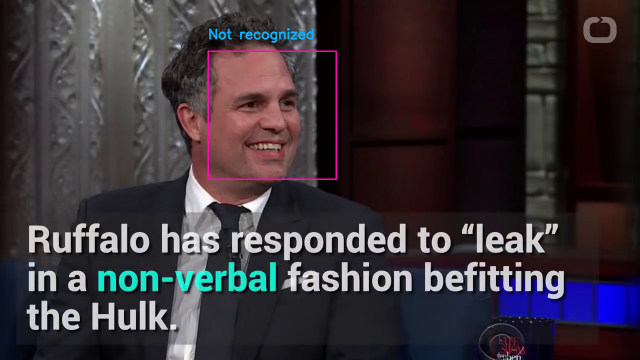 Not recognized
Ruffalo has responded to “leak”
in a non-verbal fashion befitting
the Hulk.